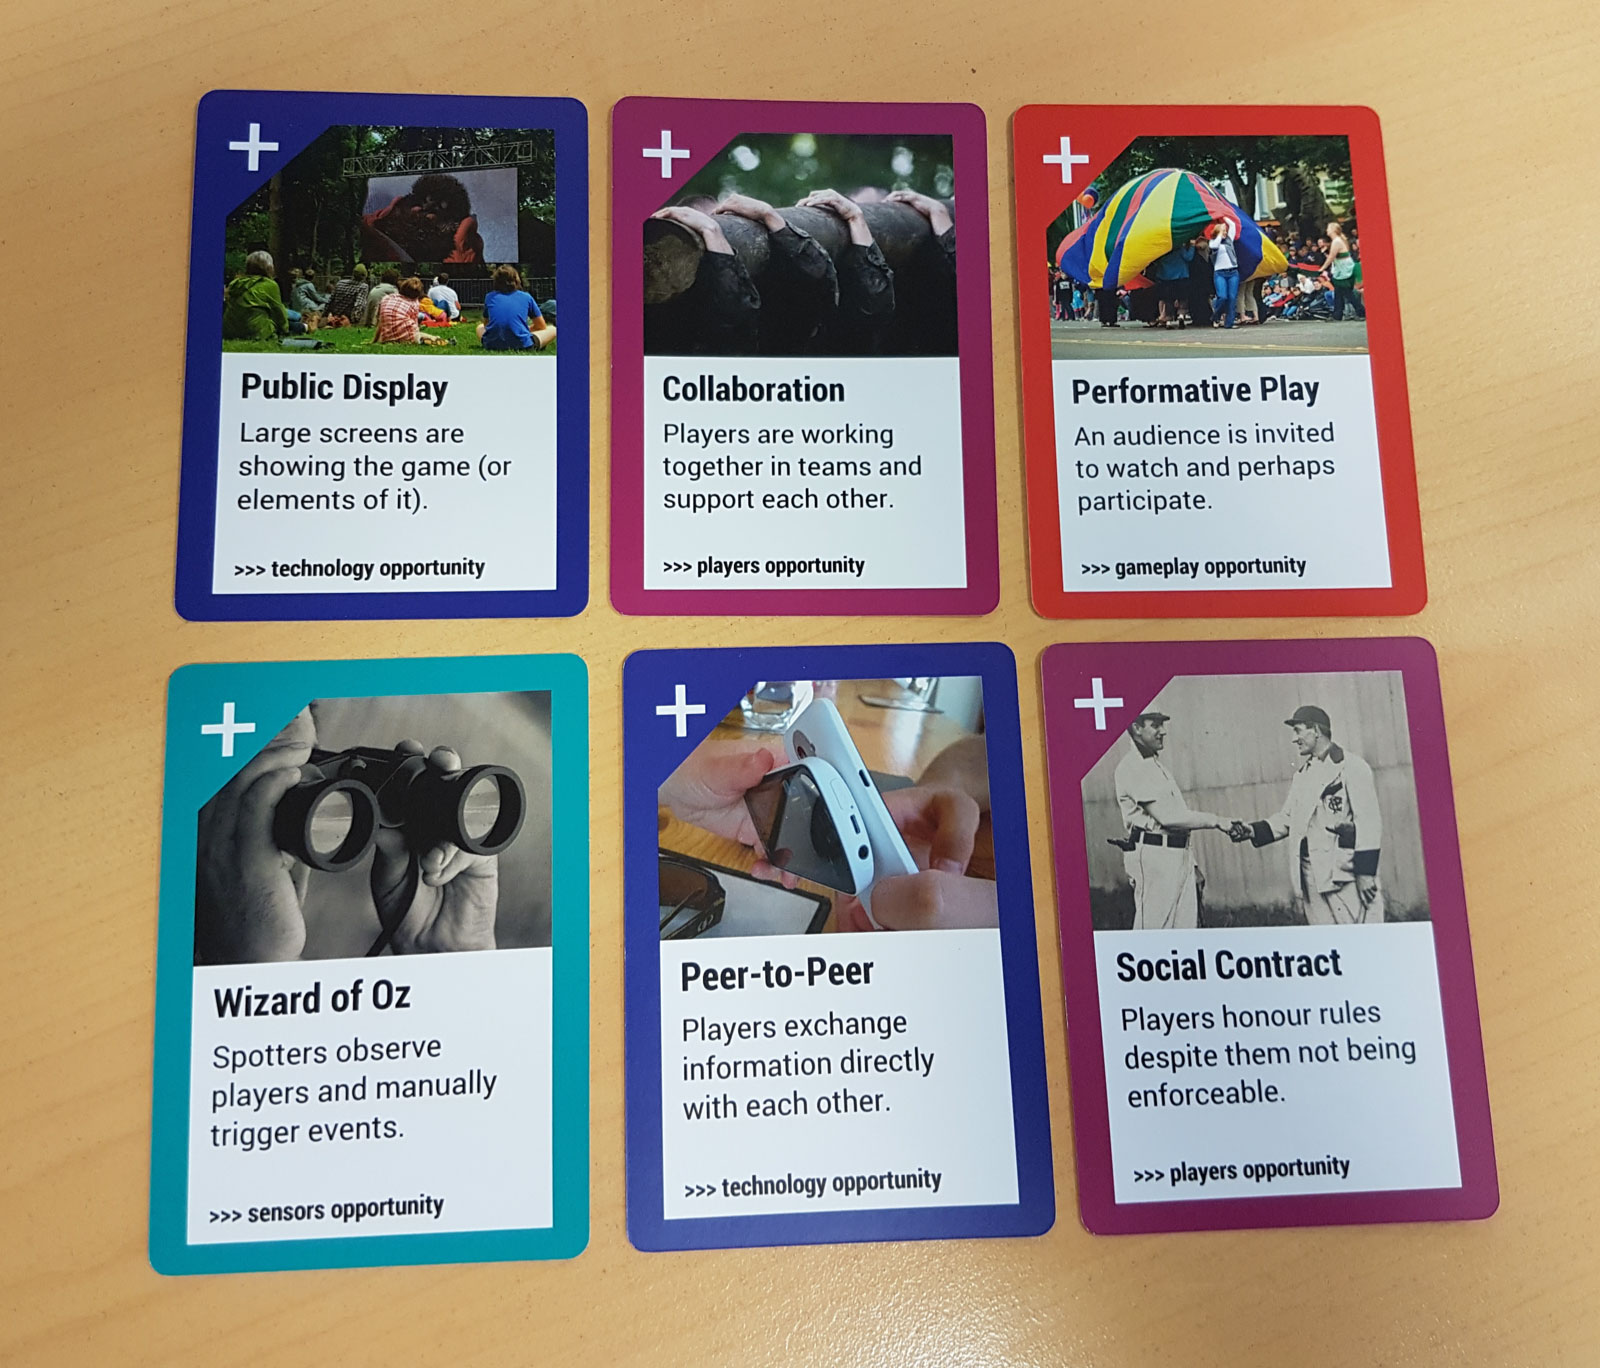 +
Public Display
Large screens are
showing the game (or
elements of it).
>>> technology opportunity
+
Collaboration
Players are working
together in teams and
support each other.
>>> players opportunity
+
Performative Play
An audience is invited
to watch and perhaps
participate.
>>> gameplay opportunity
+
Wizard of Oz
Spotters observe
players and manually
trigger events.
>>> sensors opportunity
+
Peer-to-Peer
Players exchange
information directly
with each other.
>>> technology opportunity
+
Social Contract
Players honour rules
despite them not being
enforceable.
>>> players opportunity